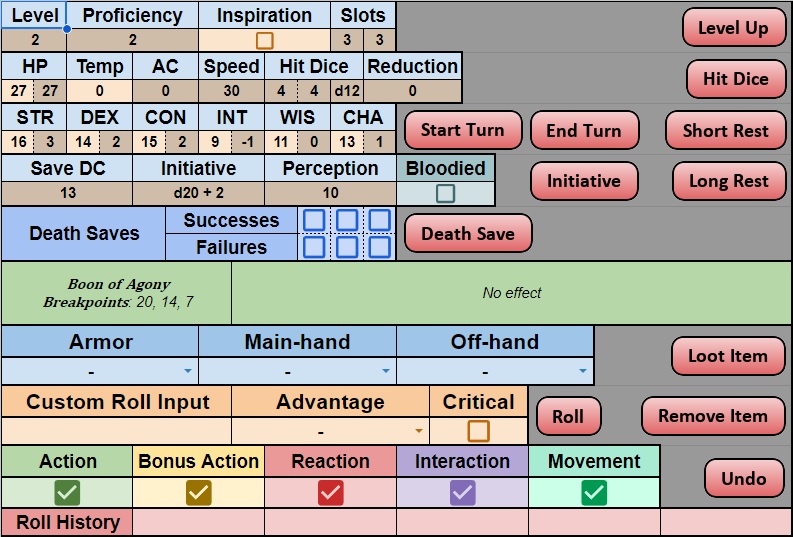 Level Proficiency Inspiration Slots Level Up
2 2 3 3
HP Temp AC Speed Hit Dice Reduction Hit Dice
27 27 0 0 30 4 4 d12 0
STR DEX CON INT WIS CHA Start Turn End Turn Short Rest
16 3 14 2 15 2 9 -1 11 0 13 1
Save DC Initiative Perception Bloodied Initiative Long Rest
13 d20 + 2 10
Death Saves Successes Death Save
Failures
Boon of Agony No effect
Breakpoints: 20, 14, 7
Armor Main-hand Off-hand Loot Item
- - -
Custom Roll Input Advantage Critical Roll Remove Item
-
Action Bonus Action Reaction Interaction Movement Undo
Roll History